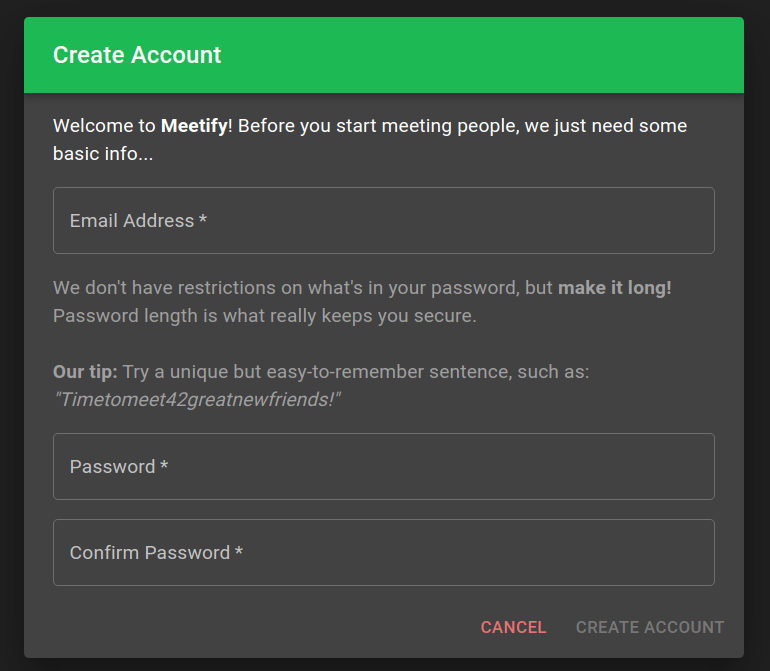 Create Account
Welcome to Meetify! Before you start meeting people, we just need some
basic info...
Email Address *
We don't have restrictions on what's in your password, but make it long!
Password length is what really keeps you secure.
Our tip: Try a unique but easy-to-remember sentence, such as:
"Timetomeet42greatnewfriends!"
Password *
Confirm Password *
CANCEL CREATE ACCOUNT